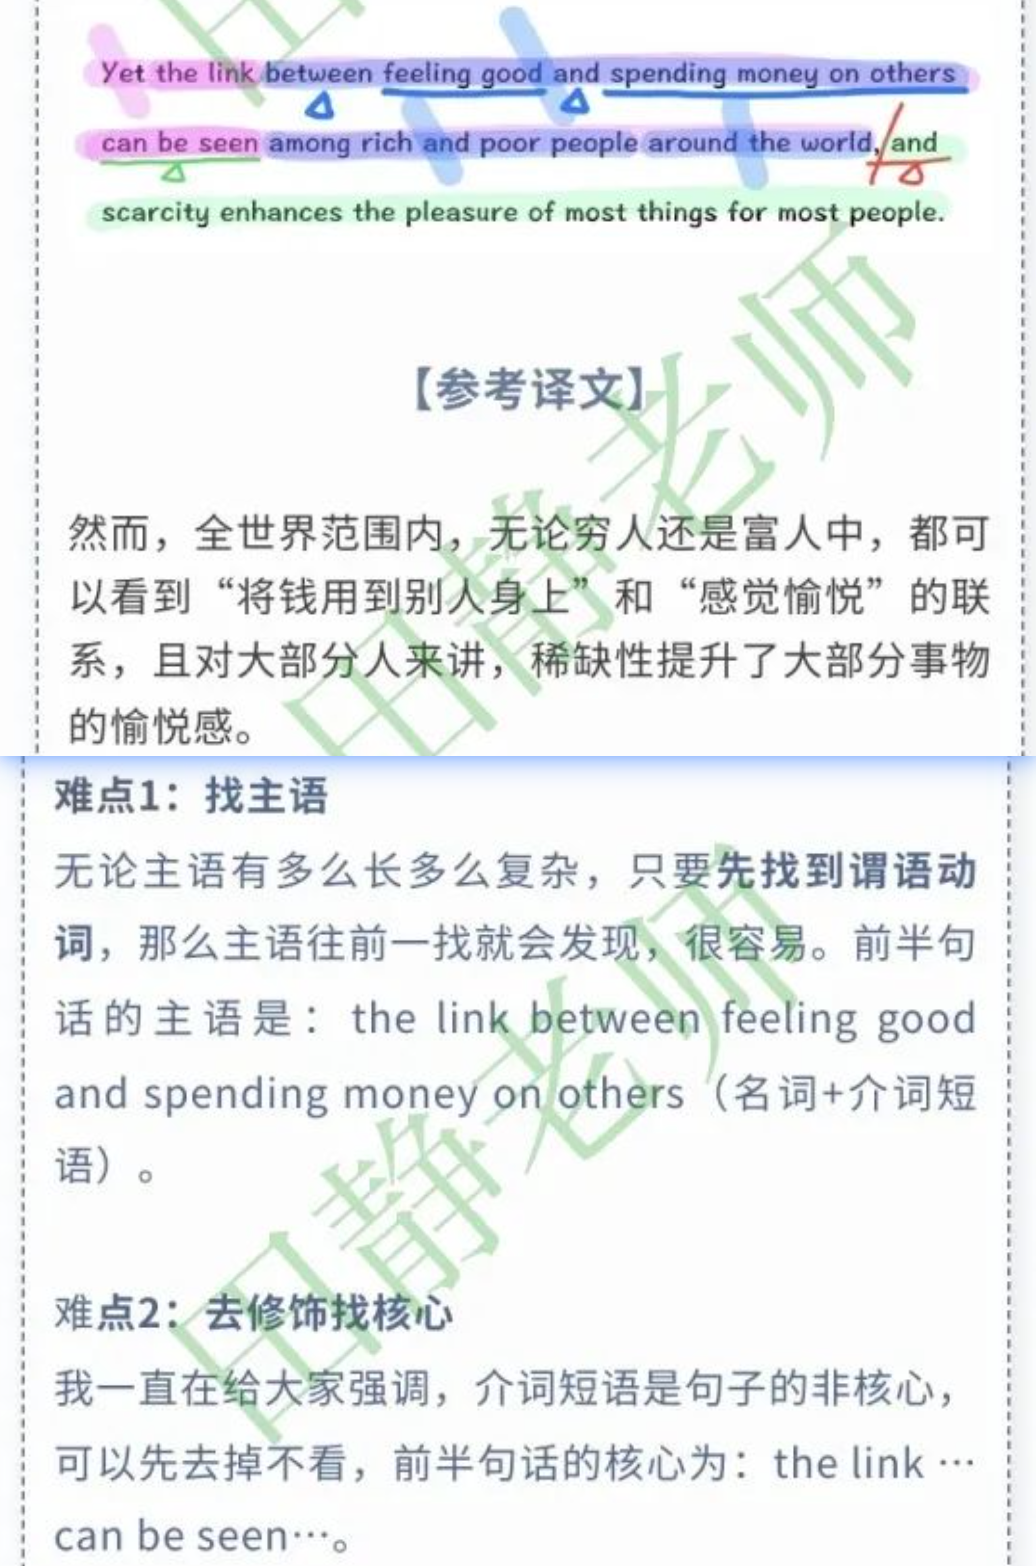 Yet the link between feeling good and spending money on others
can be seen among rich and poor people around the world, and
scarcity enhances the pleasure of most things for most people.
【参考译文】
然而，全世界范围内，无论穷人还是富人中，都可
以看到“将钱用到别人身上”和“感觉愉悦”的联
系，且对大部分人来讲，稀缺性提升了大部分事物
的愉悦感。
田静老师
难点1：找主语
无论主语有多么长多么复杂，只要先找到谓语动
词，那么主语往前一找就会发现，很容易。前半句
话的主语是：the link between feeling good
and spending money on others（名词+介词短
语）。
田静老师
难点2：去修饰找核心
我一直在给大家强调，介词短语是句子的非核心，
可以先去掉不看，前半句话的核心为：the link …
can be seen…。